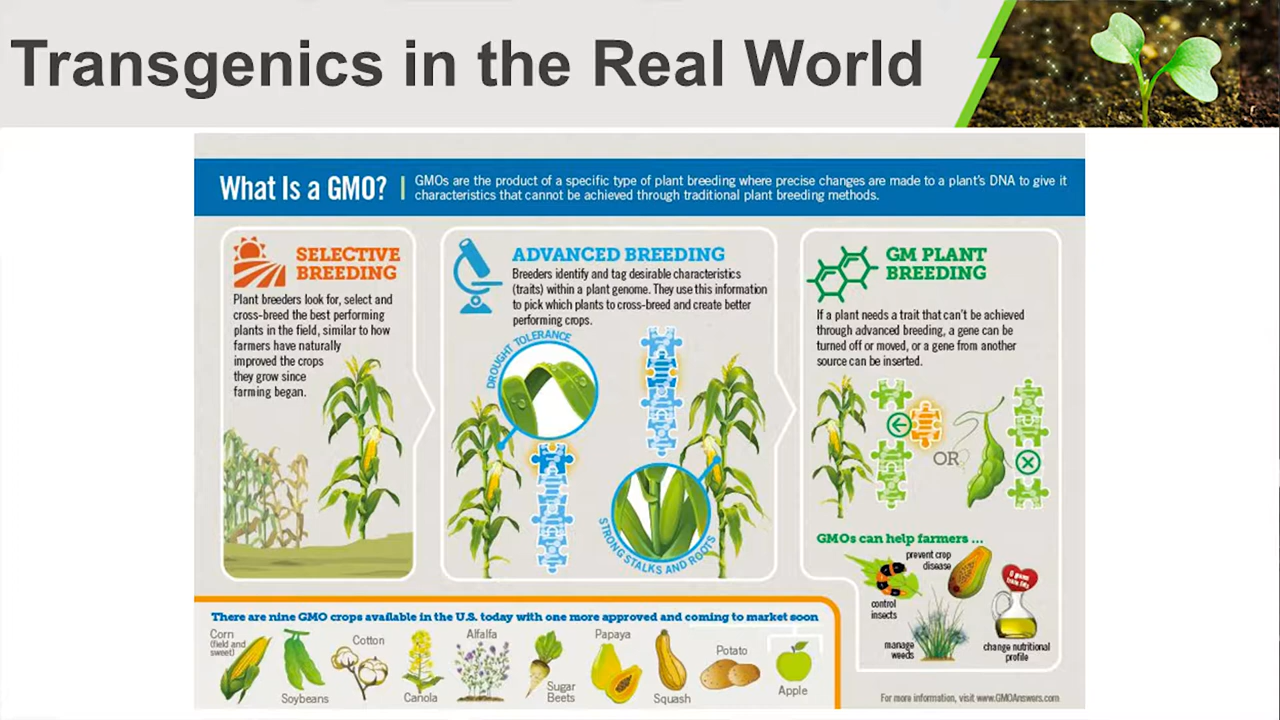 Transgenics in the Real World
What Is a GMO?
GMOs are the product of a specific type of plant breeding where precise changes are made to a plant's DNA to give it
characteristics that cannot be achieved through traditional plant breeding methods.
SELECTIVE
BREEDING
Plant breeders look for, select and
cross-breed the best performing
plants in the field, similar to how
farmers have naturally
improved the crops
they grow since
farming began.
ADVANCED BREEDING
Breeders identify and tag desirable characteristics
(traits) within a plant genome. They use this information
to pick which plants to cross-breed and create better
performing crops.
DROUGHT TOLERANCE
STRONG STALKS AND ROOTS
GM PLANT
BREEDING
If a plant needs a trait that can't be achieved
through advanced breeding, a gene can be
turned off or moved, or a gene from another
source can be inserted.
OR
GMOs can help farmers ...
prevent crop
disease
control
insects
0 grams
trans fats
manage
weeds
change nutritional
profile
There are nine GMO crops available in the U.S. today with one more approved and coming to market soon
Corn
(field and
sweet)
Soybeans
Cotton
Canola
Alfalfa
Sugar
Beets
Papaya
Squash
Potato
Apple
For more information, visit www.GMOAnswers.com